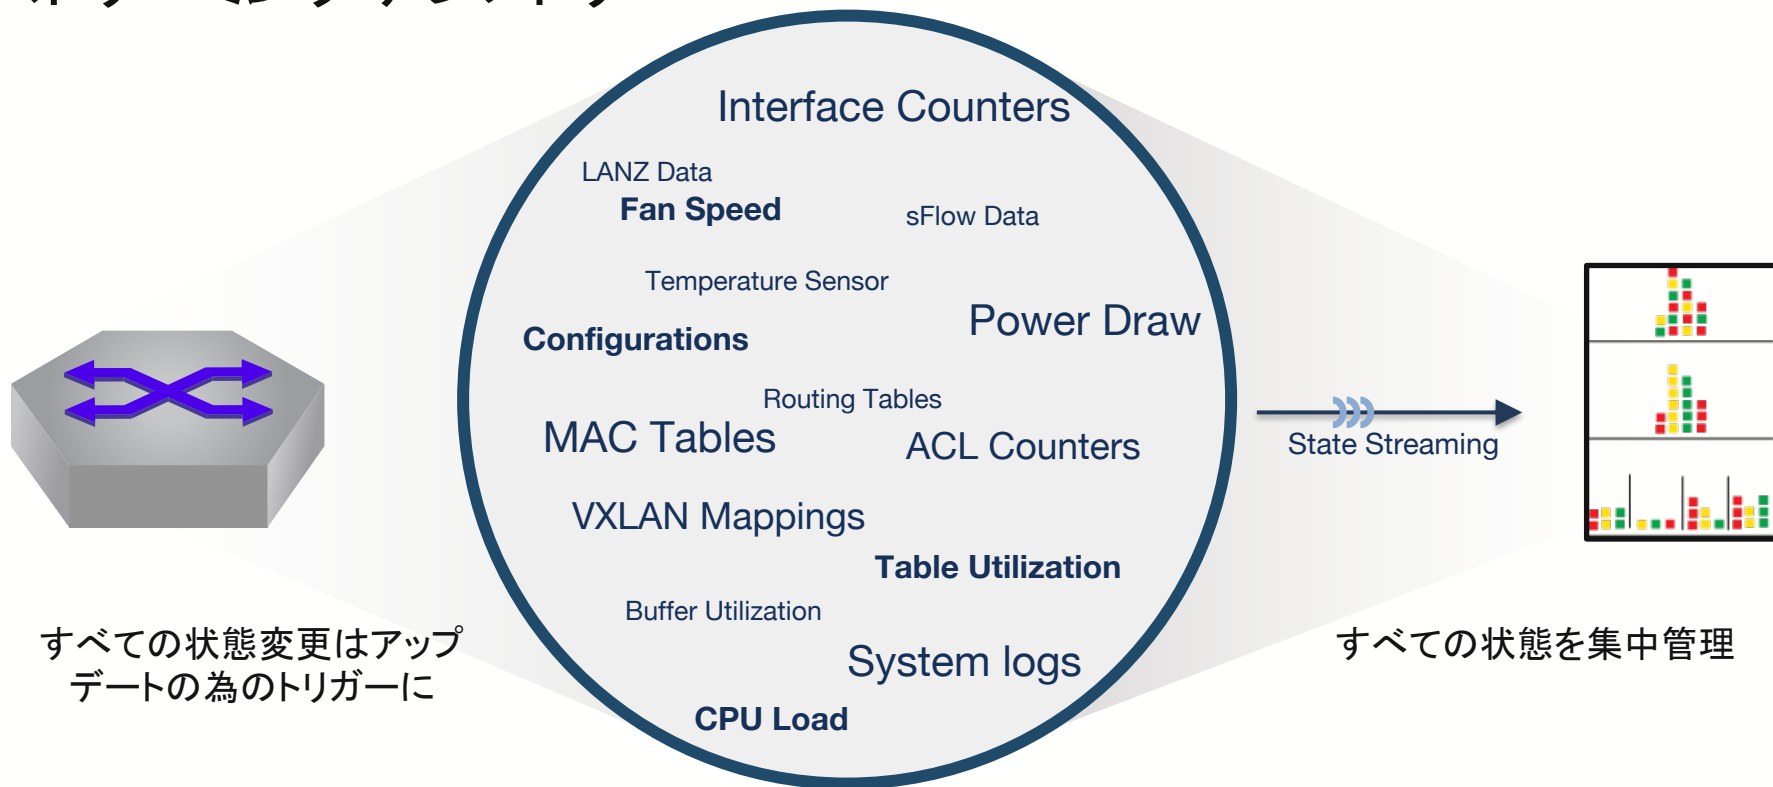 Interface Counters
LANZ Data
Fan Speed
sFlow Data
Temperature Sensor
Power Draw
Configurations
Routing Tables
MAC Tables
ACL Counters
State Streaming
VXLAN Mappings
Table Utilization
Buffer Utilization
System logs
CPU Load
すべての状態変更はアップ
デートの為のトリガーに
すべての状態を集中管理